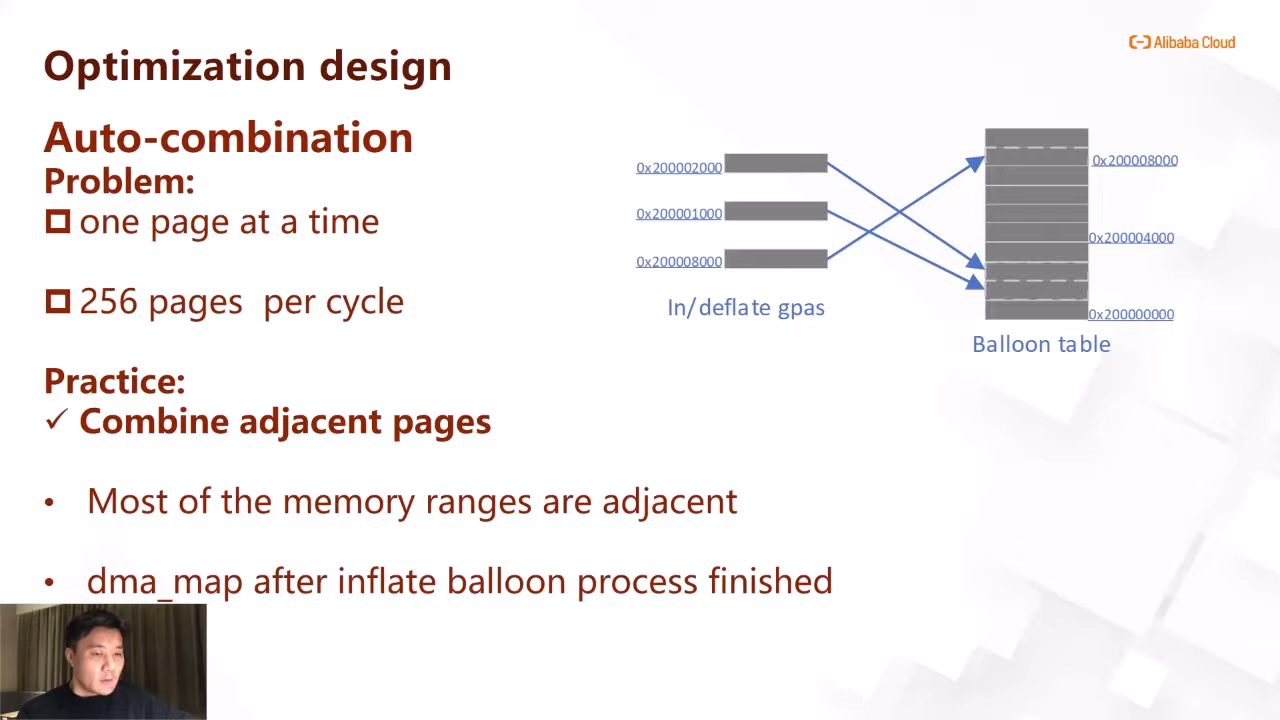 Optimization design
Alibaba Cloud
Auto-combination
Problem:
one page at a time
256 pages per cycle
Practice:
✓ Combine adjacent pages
• Most of the memory ranges are adjacent
• dma_map after inflate balloon process finished
0x200002000
0x200001000
0x200008000
In/deflate gpas
0x200008000
0x200004000
0x200000000
Balloon table